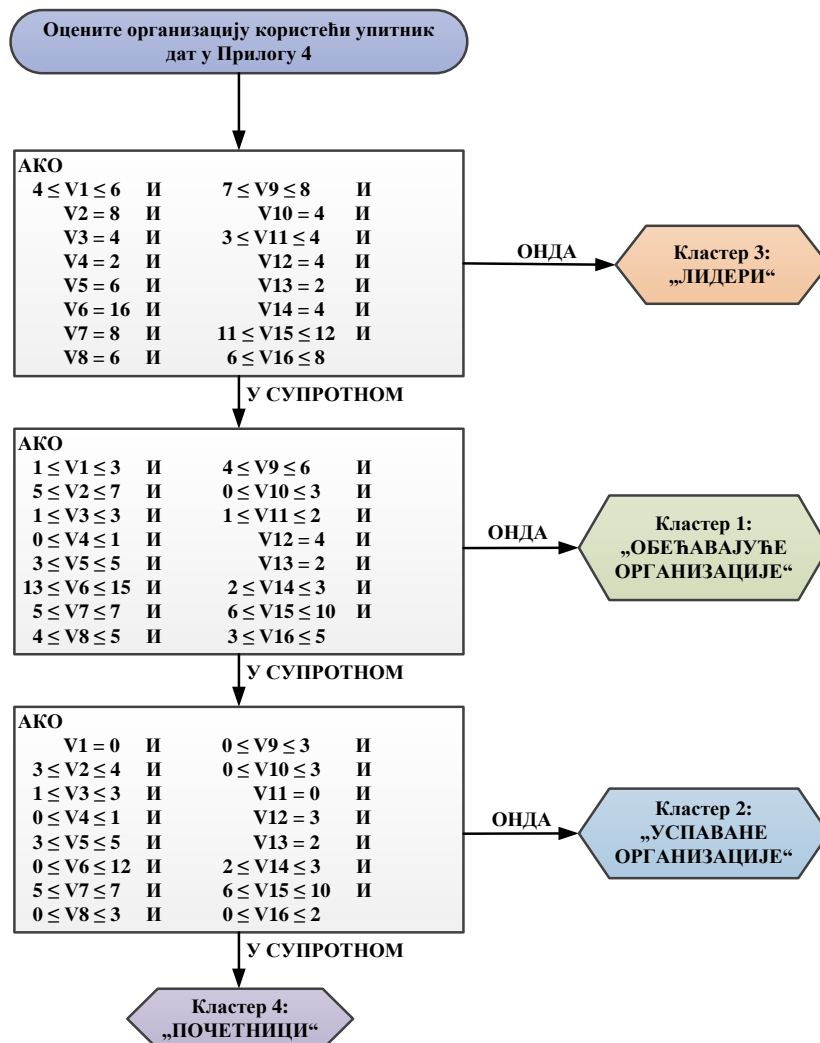 Оцените организацију користећи упитник
дат у Прилогу 4
АКО
4 ≤ V1 ≤ 6 И 7 ≤ V9 ≤ 8 И
V2 = 8 И V10 = 4 И
V3 = 4 И 3 ≤ V11 ≤ 4 И
V4 = 2 И V12 = 4 И
V5 = 6 И V13 = 2 И
V6 = 16 И V14 = 4 И
V7 = 8 И 11 ≤ V15 ≤ 12 И
V8 = 6 И 6 ≤ V16 ≤ 8
ОНДА
Кластер 3:
„ЛИДЕРИ“
У СУПРОТНОМ
АКО
1 ≤ V1 ≤ 3 И 4 ≤ V9 ≤ 6 И
5 ≤ V2 ≤ 7 И 0 ≤ V10 ≤ 3 И
1 ≤ V3 ≤ 3 И 1 ≤ V11 ≤ 2 И
0 ≤ V4 ≤ 1 И V12 = 4 И
3 ≤ V5 ≤ 5 И V13 = 2 И
13 ≤ V6 ≤ 15 И 2 ≤ V14 ≤ 3 И
5 ≤ V7 ≤ 7 И 6 ≤ V15 ≤ 10 И
4 ≤ V8 ≤ 5 И 3 ≤ V16 ≤ 5
ОНДА
Кластер 1:
„ОБЕЋАВАЈУЋЕ
ОРГАНИЗАЦИЈЕ“
У СУПРОТНОМ
АКО
V1 = 0 И 0 ≤ V9 ≤ 3 И
3 ≤ V2 ≤ 4 И 0 ≤ V10 ≤ 3 И
1 ≤ V3 ≤ 3 И V11 = 0 И
0 ≤ V4 ≤ 1 И V12 = 3 И
3 ≤ V5 ≤ 5 И V13 = 2 И
0 ≤ V6 ≤ 12 И 2 ≤ V14 ≤ 3 И
5 ≤ V7 ≤ 7 И 6 ≤ V15 ≤ 10 И
0 ≤ V8 ≤ 3 И 0 ≤ V16 ≤ 2
ОНДА
Кластер 2:
„УСПАВАНЕ
ОРГАНИЗАЦИЈЕ“
У СУПРОТНОМ
Кластер 4:
„ПОЧЕТНИЦИ“